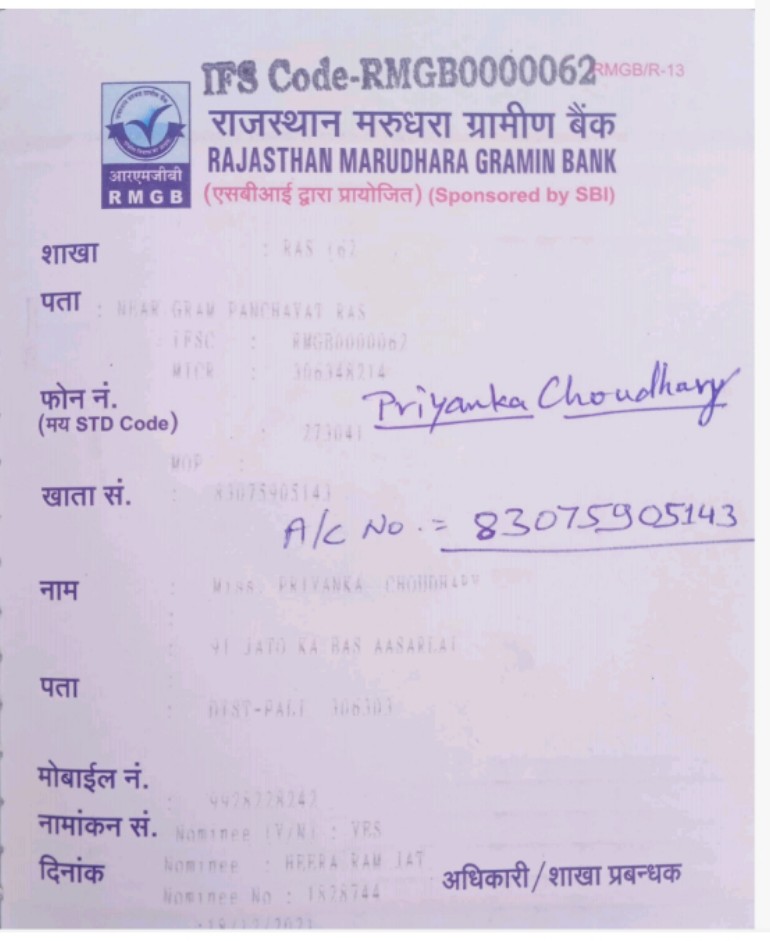 IFS Code-RMGB0000062
RMGB/R-13
राजस्थान मरुधरा ग्रामीण बैंक
आरएमजीबी
RMGB
RAJASTHAN MARUDHARA GRAMIN BANK
(एसबीआई द्वारा प्रायोजित) (Sponsored by SBI)
शाखा : RAS
पता : NEAR GRAM PANCHAYAT RAS
IFSC : RMGB0000062
MICR : 306348214
फोन नं.
(मय STD Code)
Priyanka Choudhary
: 273041
MOP :
खाता सं. : 83075905143
A/C No. = 83075905143
नाम : MISS PRIYANKA CHOUDHARY
:
: 91 JATO KA BAS AASARLAI
पता
: DIST-PALI 306303
मोबाईल नं.
:
नामांकन सं. Nominee (Y/N) : YES
दिनांक Nominee : HEERA RAM JAT
अधिकारी/शाखा प्रबन्धक
Nominee No : 1828744